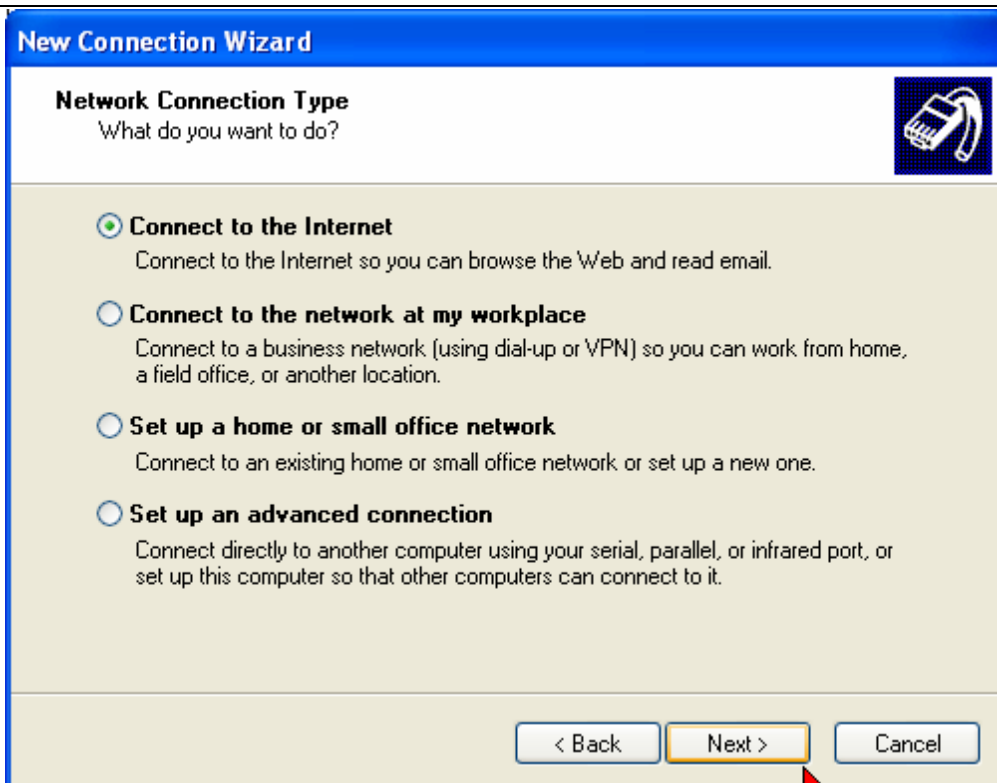 New Connection Wizard
Network Connection Type
What do you want to do?
Connect to the Internet
Connect to the Internet so you can browse the Web and read email.
Connect to the network at my workplace
Connect to a business network (using dial-up or VPN) so you can work from home,
a field office, or another location.
Set up a home or small office network
Connect to an existing home or small office network or set up a new one.
Set up an advanced connection
Connect directly to another computer using your serial, parallel, or infrared port, or
set up this computer so that other computers can connect to it.
< Back Next > Cancel